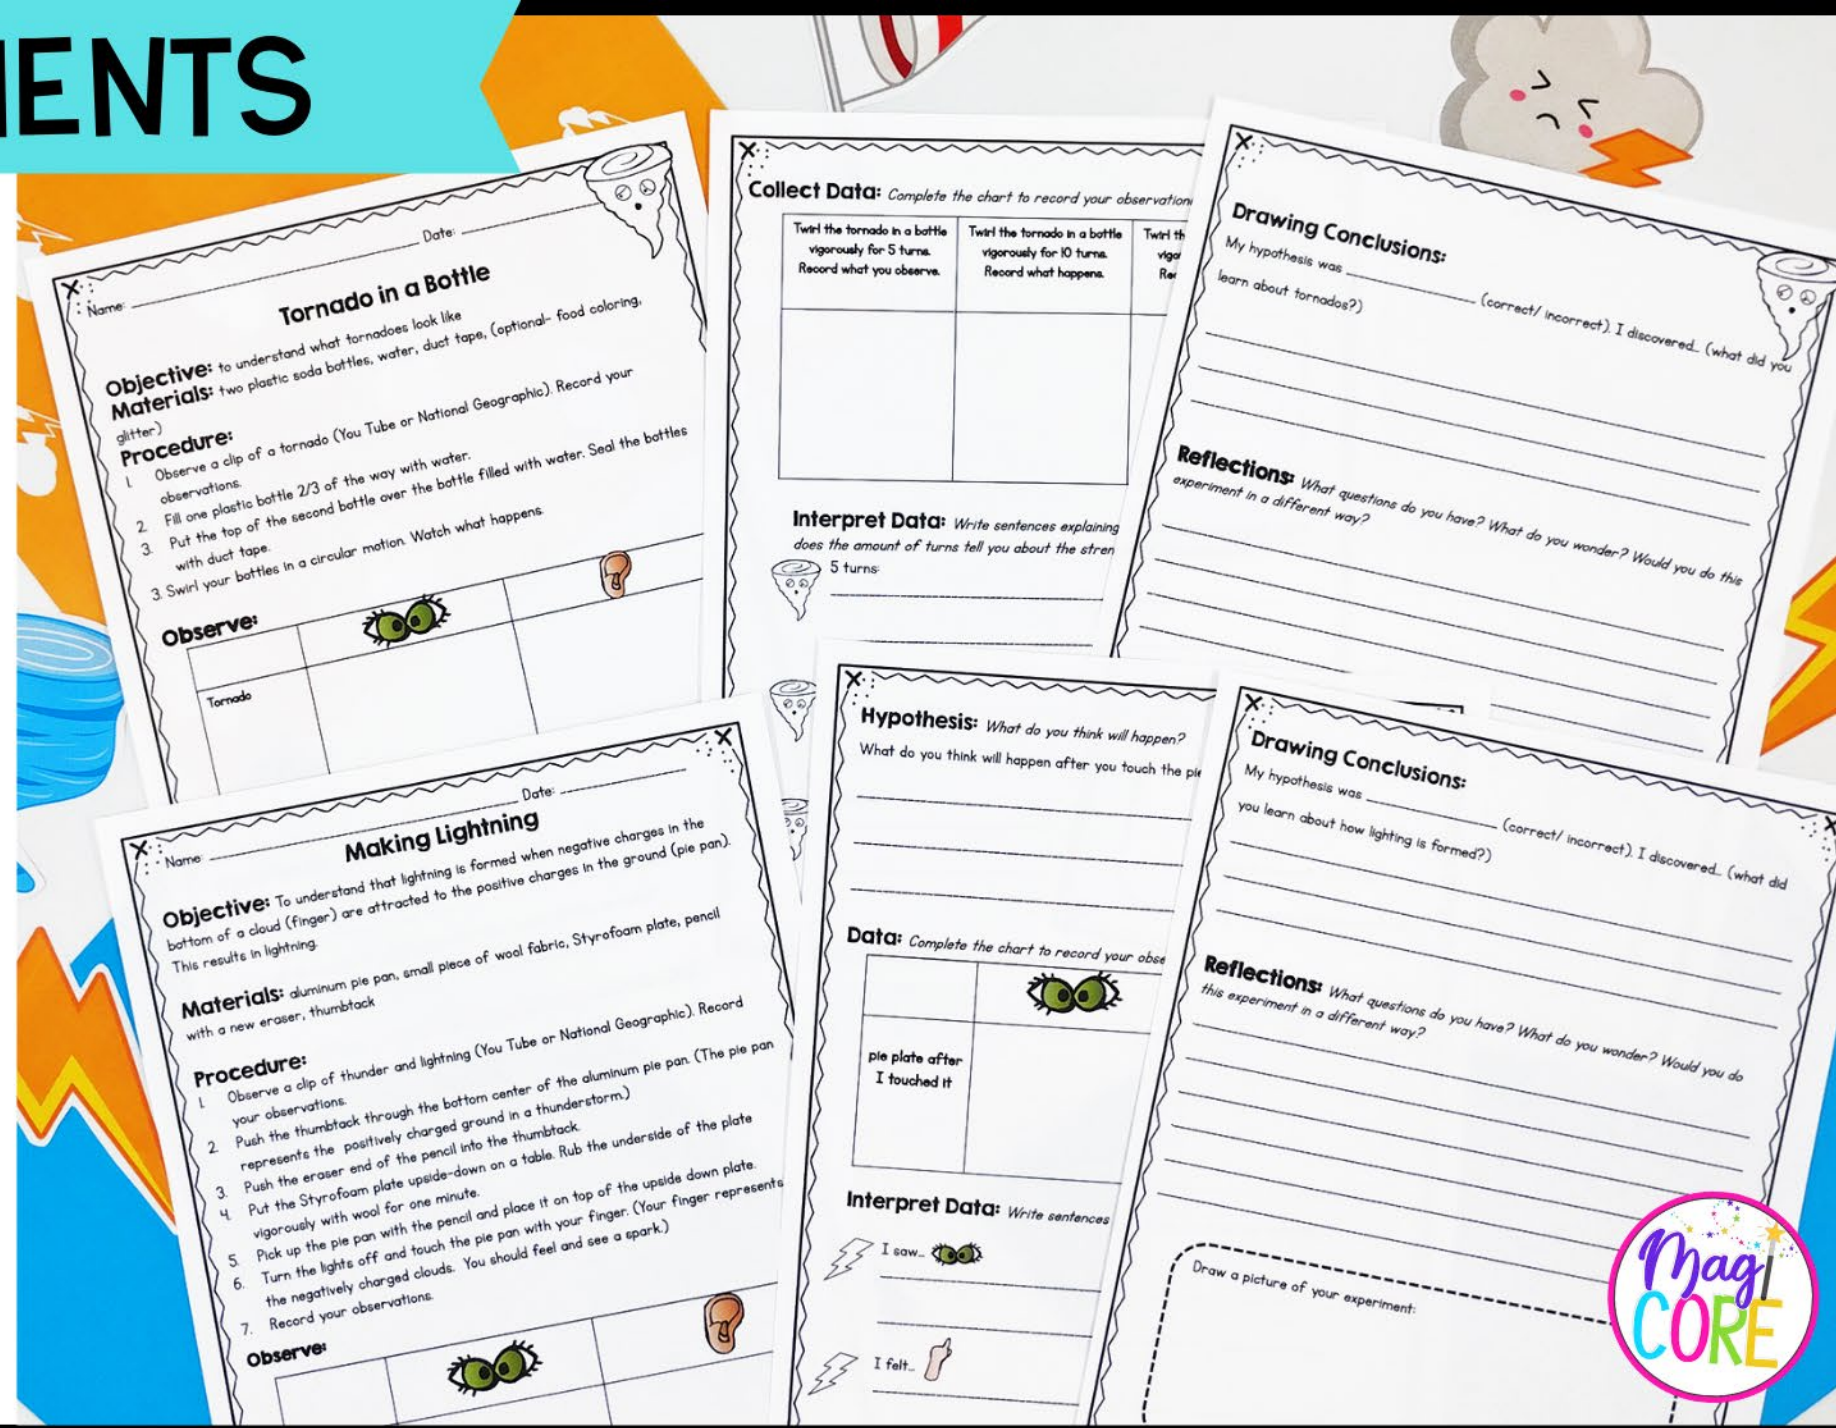 MENTS
Name: Date:
Tornado in a Bottle
Objective: to understand what tornadoes look like
Materials: two plastic soda bottles, water, duct tape, (optional- food coloring,
glitter)
Procedure:
1. Observe a clip of a tornado (You Tube or National Geographic). Record your
observations.
2. Fill one plastic bottle 2/3 of the way with water.
3. Put the top of the second bottle over the bottle filled with water. Seal the bottles
with duct tape.
3. Swirl your bottles in a circular motion. Watch what happens.
Observe:
Tornado
Collect Data: Complete the chart to record your observation
Twirl the tornado in a bottle
vigorously for 5 turns.
Record what you observe.
Twirl the tornado in a bottle
vigorously for 10 turns.
Record what happens.
Twirl th
vigo
Rec
Interpret Data: Write sentences explaining
does the amount of turns tell you about the stren
5 turns:
Drawing Conclusions:
My hypothesis was (correct/ incorrect). I discovered... (what did you
learn about tornados?)
Reflections: What questions do you have? What do you wonder? Would you do this
experiment in a different way?
Name: Date:
Making Lightning
Objective: To understand that lightning is formed when negative charges in the
bottom of a cloud (finger) are attracted to the positive charges in the ground (pie pan).
This results in lightning.
Materials: aluminum pie pan, small piece of wool fabric, Styrofoam plate, pencil
with a new eraser, thumbtack
Procedure:
1. Observe a clip of thunder and lightning (You Tube or National Geographic). Record
your observations.
2. Push the thumbtack through the bottom center of the aluminum pie pan. (The pie pan
represents the positively charged ground in a thunderstorm.)
3. Push the eraser end of the pencil into the thumbtack.
4. Put the Styrofoam plate upside-down on a table. Rub the underside of the plate
vigorously with wool for one minute.
5. Pick up the pie pan with the pencil and place it on top of the upside down plate.
6. Turn the lights off and touch the pie pan with your finger. (Your finger represents
the negatively charged clouds. You should feel and see a spark.)
7. Record your observations.
Observe:
Hypothesis: What do you think will happen?
What do you think will happen after you touch the pie
Data: Complete the chart to record your obse
pie plate after
I touched it
Interpret Data: Write sentences
I saw...
I felt...
Drawing Conclusions:
My hypothesis was (correct/ incorrect). I discovered... (what did
you learn about how lighting is formed?)
Reflections: What questions do you have? What do you wonder? Would you do
this experiment in a different way?
Draw a picture of your experiment:
Magi
CORE